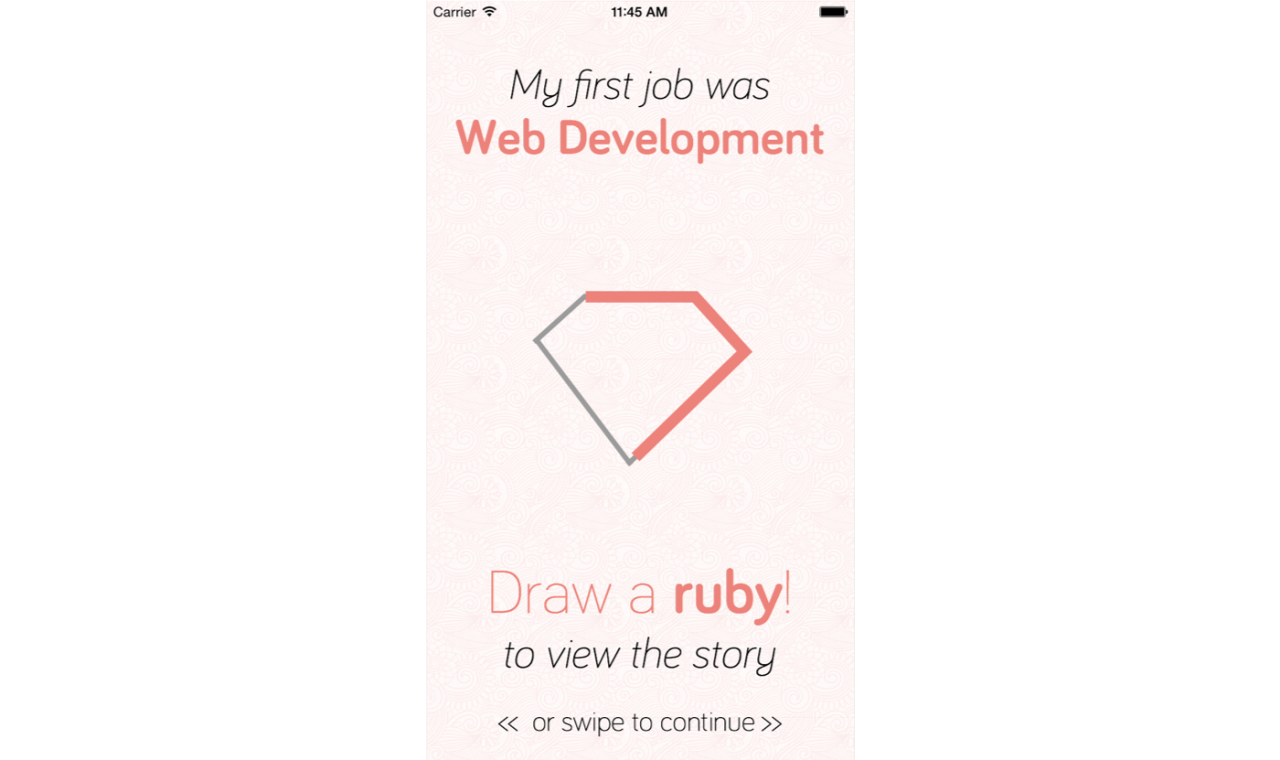 Carrier 11:45 AM
My first job was
Web Development
Draw a ruby!
to view the story
<< or swipe to continue >>